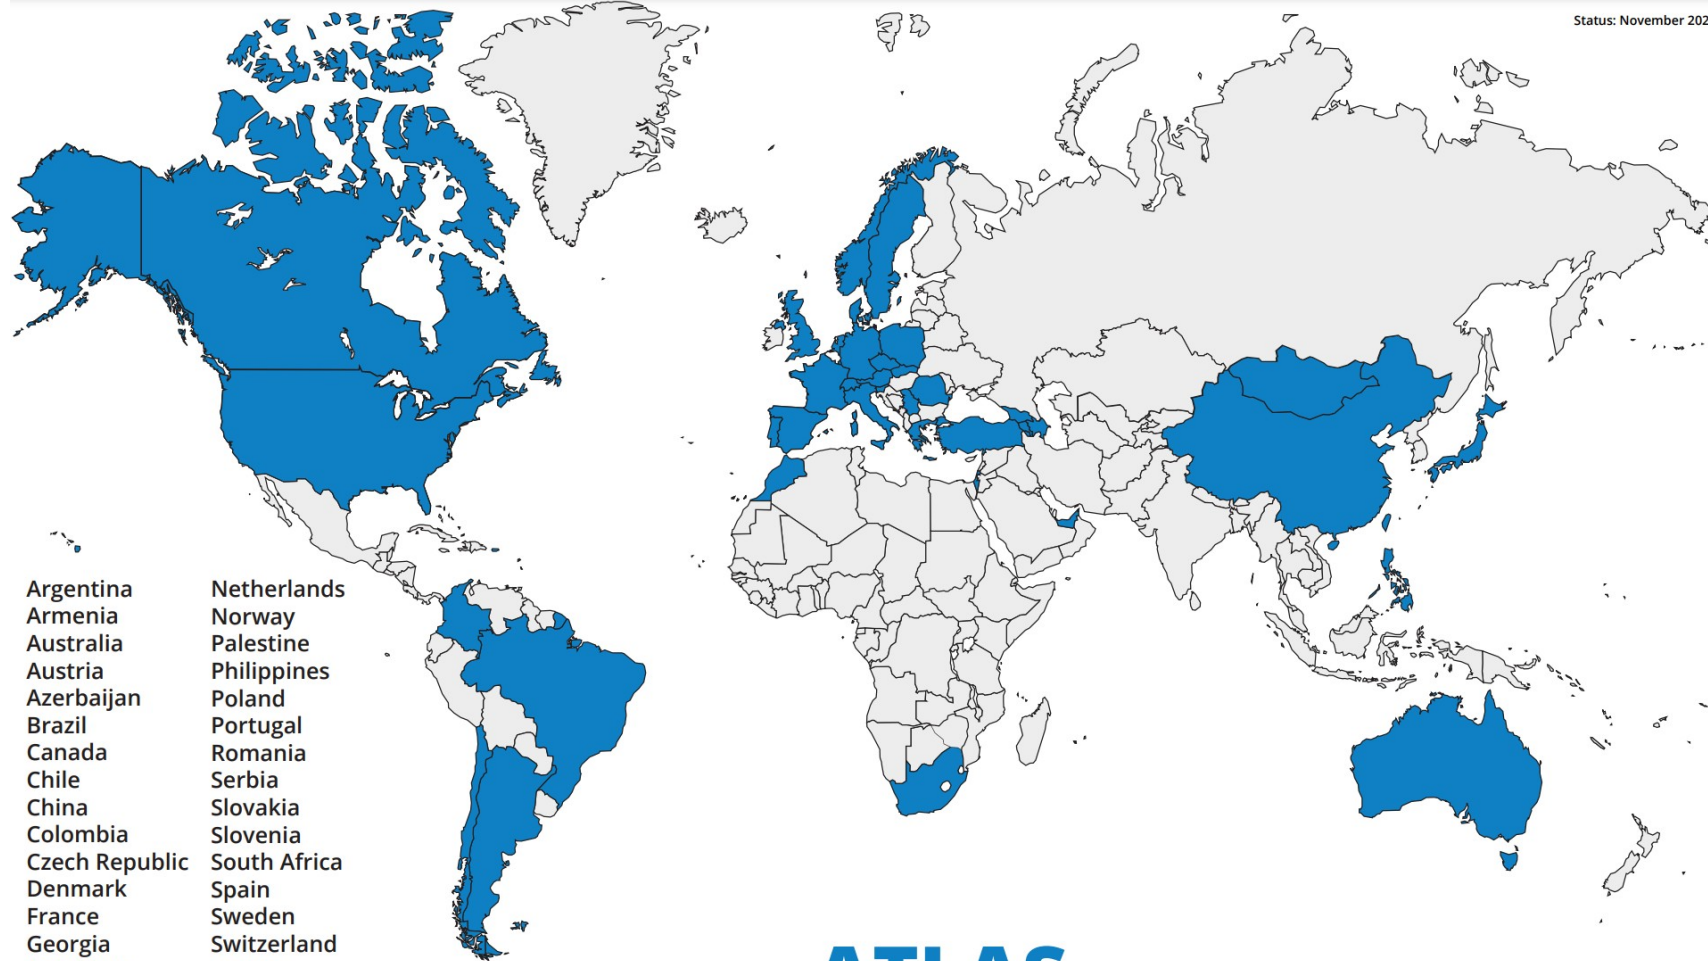 Status: November 202
Argentina
Armenia
Australia
Austria
Azerbaijan
Brazil
Canada
Chile
China
Colombia
Czech Republic
Denmark
France
Georgia
Netherlands
Norway
Palestine
Philippines
Poland
Portugal
Romania
Serbia
Slovakia
Slovenia
South Africa
Spain
Sweden
Switzerland
ATLAS